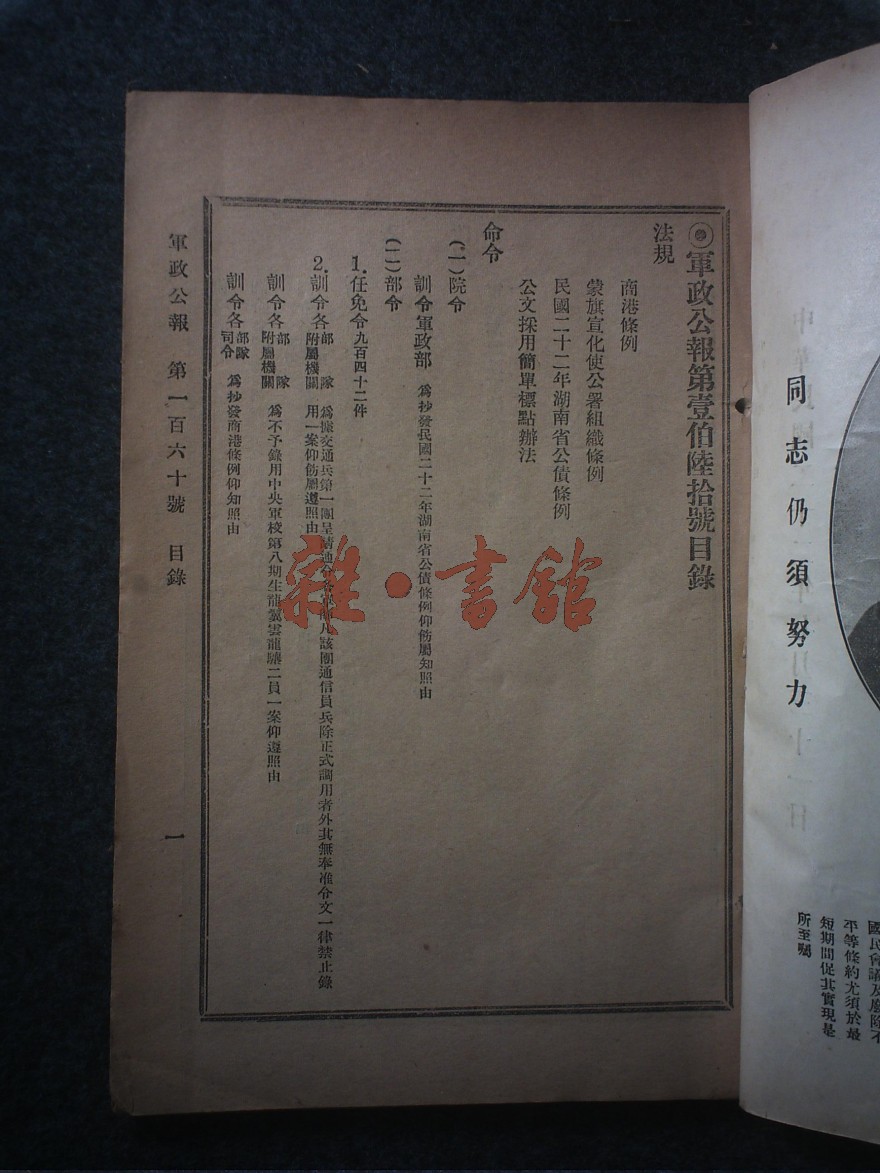 同志仍須努力
國民會議及廢除不
平等條約尤須於最
短期間促其實現是
所至囑
軍政公報第壹伯陸拾號目錄
法規
商港條例
蒙旗宣化使公署組織條例
民國二十二年湖南省公債條例
公文採用簡單標點辦法
命令
(一)院令
訓令軍政部 爲抄發民國二十二年湖南省公債條例仰飭屬知照由
(二)部令
1.任免令九百四十二件
2.訓令各部隊附屬機關 爲據交通兵第一團呈請通令各
該團通信員兵除正式調用者外其無奉准令文一律禁止錄
用一案仰飭屬遵照由
訓令各部隊附屬機關 爲不予錄用中央軍校第八期生龍翼雲龍驤二員一案仰遵照由
訓令各部隊司令 爲抄發商港條例仰知照由
軍政公報 第一百六十號 目錄
一
雜·書館